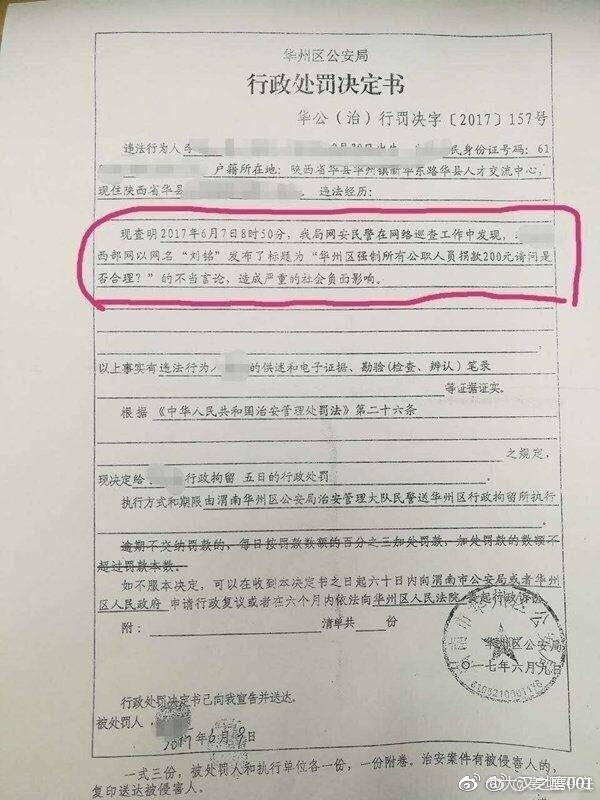 华州区公安局
行政处罚决定书
华公（治）行罚决字〔2017〕157号
违法行为人
民身份证号码：61
户籍所在地：陕西省华县华州镇新华东路华县人才交流中心，
现住陕西省华县 违法经历：
现查明2017年6月7日8时50分，我局网安民警在网络巡查工作中发现，
西部网以网名“刘铭”发布了标题为“华州区强制所有公职人员捐款200元请问是
否合理？”的不当言论，造成严重的社会负面影响。
以上事实有违法行为人 的供述和电子证据、勘验(检查、辨认)笔录
等证据证实。
根据《中华人民共和国治安管理处罚法》第二十六条
之规定，
现决定给 行政拘留 五日的行政处罚
执行方式和期限由渭南华州区公安局治安管理大队民警送华州区行政拘留所执行
逾期不交纳罚款的，每日按罚款数额的百分之三加处罚款，加处罚款的数额不
超过罚款本数。
如不服本决定，可以在收到本决定书之日起六十日内向渭南市公安局或者华州
区人民政府 申请行政复议或者在六个月内依法向华州区人民法院 提起行政诉讼
附： 清单共 份
华州区公安局
一七年六月九日
6105210001198
行政处罚决定书已向我宣告并送达。
被处罚人
2017年6月9日
一式三份，被处罚人和执行单位各一份，一份附卷。治安案件有被侵害人的，
复印送达被侵害人。
@大汉之鹰001